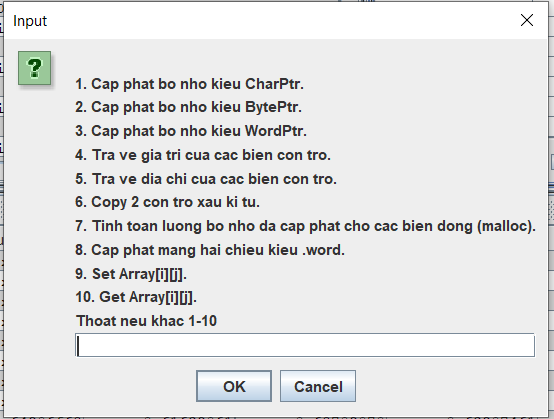 Input
?
1. Cap phat bo nho kieu CharPtr.
2. Cap phat bo nho kieu BytePtr.
3. Cap phat bo nho kieu WordPtr.
4. Tra ve gia tri cua cac bien con tro.
5. Tra ve dia chi cua cac bien con tro.
6. Copy 2 con tro xau ki tu.
7. Tinh toan luong bo nho da cap phat cho cac bien dong (malloc).
8. Cap phat mang hai chieu kieu .word.
9. Set Array[i][j].
10. Get Array[i][j].
Thoat neu khac 1-10
OK
Cancel